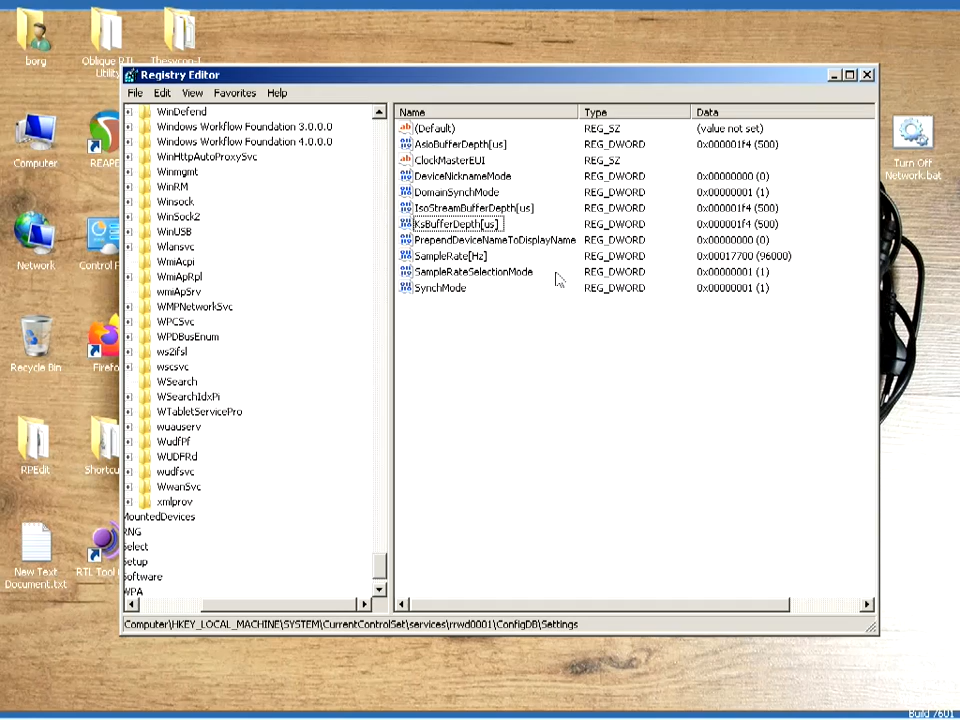 borg
Oblique RTL
Utility
Thesycon-1
Registry Editor
File Edit View Favorites Help
WinDefend
Windows Workflow Foundation 3.0.0.0
Windows Workflow Foundation 4.0.0.0
WinHttpAutoProxySvc
Winmgmt
WinRM
Winsock
WinSock2
WinUSB
Wlansvc
WmiAcpi
WmiApRpl
wmiApSrv
WMPNetworkSvc
WPCSvc
WPDBusEnum
ws2ifsl
wscsvc
WSearch
WSearchIdxPi
WTabletServicePro
wuauserv
WudfPf
WUDFRd
wudfsvc
WwanSvc
xmlprov
MountedDevices
RNG
Select
Setup
Software
WPA
Name Type Data
(Default) REG_SZ (value not set)
AsioBufferDepth[us] REG_DWORD 0x000001f4 (500)
ClockMasterEUI REG_SZ
DeviceNicknameMode REG_DWORD 0x00000000 (0)
DomainSynchMode REG_DWORD 0x00000001 (1)
IsoStreamBufferDepth[us] REG_DWORD 0x000001f4 (500)
KsBufferDepth[us] REG_DWORD 0x000001f4 (500)
PrependDeviceNameToDisplayName REG_DWORD 0x00000000 (0)
SampleRate[Hz] REG_DWORD 0x00017700 (96000)
SampleRateSelectionMode REG_DWORD 0x00000001 (1)
SynchMode REG_DWORD 0x00000001 (1)
Computer\HKEY_LOCAL_MACHINE\SYSTEM\CurrentControlSet\services\rrwd0001\ConfigDB\Settings
Computer
REAPE
Network
Control P
Recycle Bin
Firefo
RPEdit
Shortcu
New Text
Document.txt
RTL Tool
Turn Off
Network.bat
Build 7601